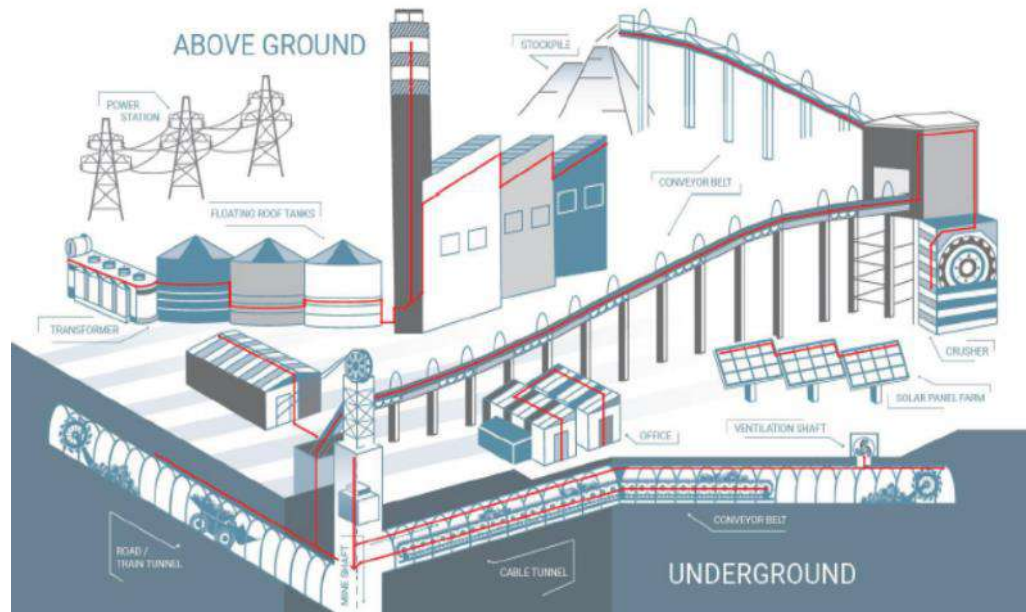 ABOVE GROUND
STOCKPILE
POWER
STATION
CONVEYOR BELT
FLOATING ROOF TANKS
TRANSFORMER
CRUSHER
SOLAR PANEL FARM
OFFICE
VENTILATION SHAFT
CONVEYOR BELT
ROAD /
TRAIN TUNNEL
MINE SHAFT
CABLE TUNNEL
UNDERGROUND